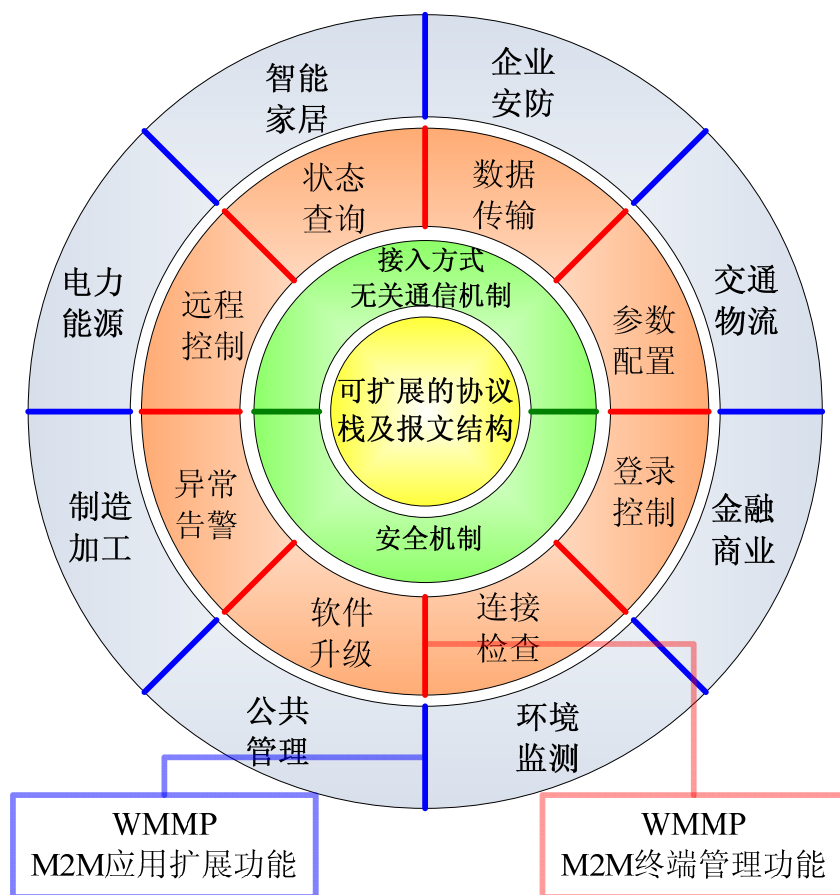 智能
家居
企业
安防
状态
查询
数据
传输
电力
能源
远程
控制
接入方式
无关通信机制
参数
配置
交通
物流
可扩展的协议
栈及报文结构
制造
加工
异常
告警
安全机制
登录
控制
金融
商业
软件
升级
连接
检查
公共
管理
环境
监测
WMMP
M2M应用扩展功能
WMMP
M2M终端管理功能